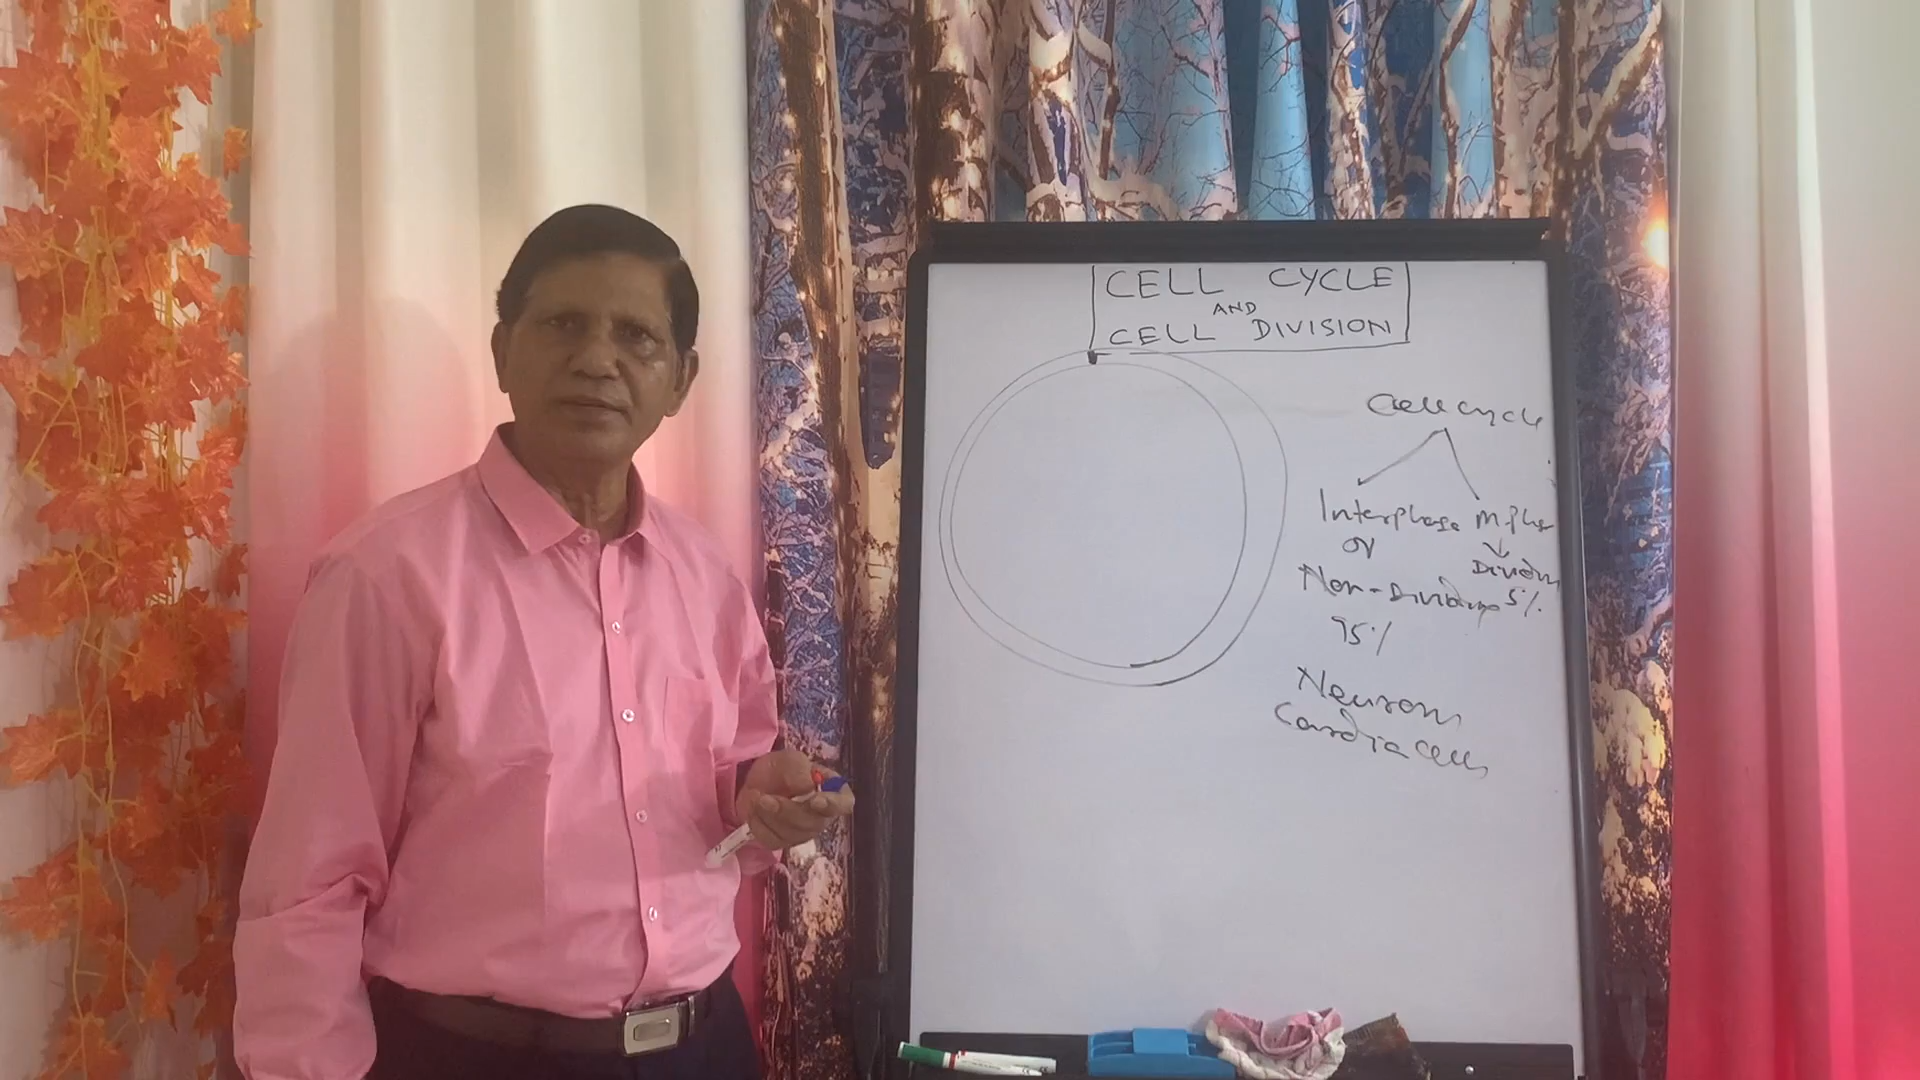 CELL CYCLE
AND
CELL DIVISION
Cell cycle
Interphase M.phase
or
Division
Non-Dividing 5%
95%
Neurons
Cardiac Cells